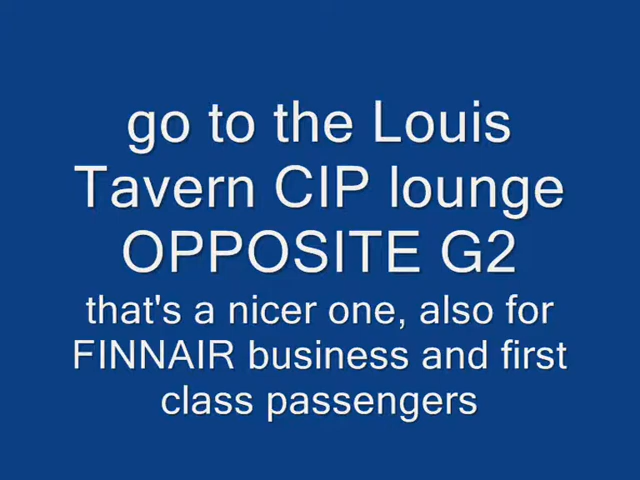 go to the Louis
Tavern CIP lounge
OPPOSITE G2
that's a nicer one, also for
FINNAIR business and first
class passengers